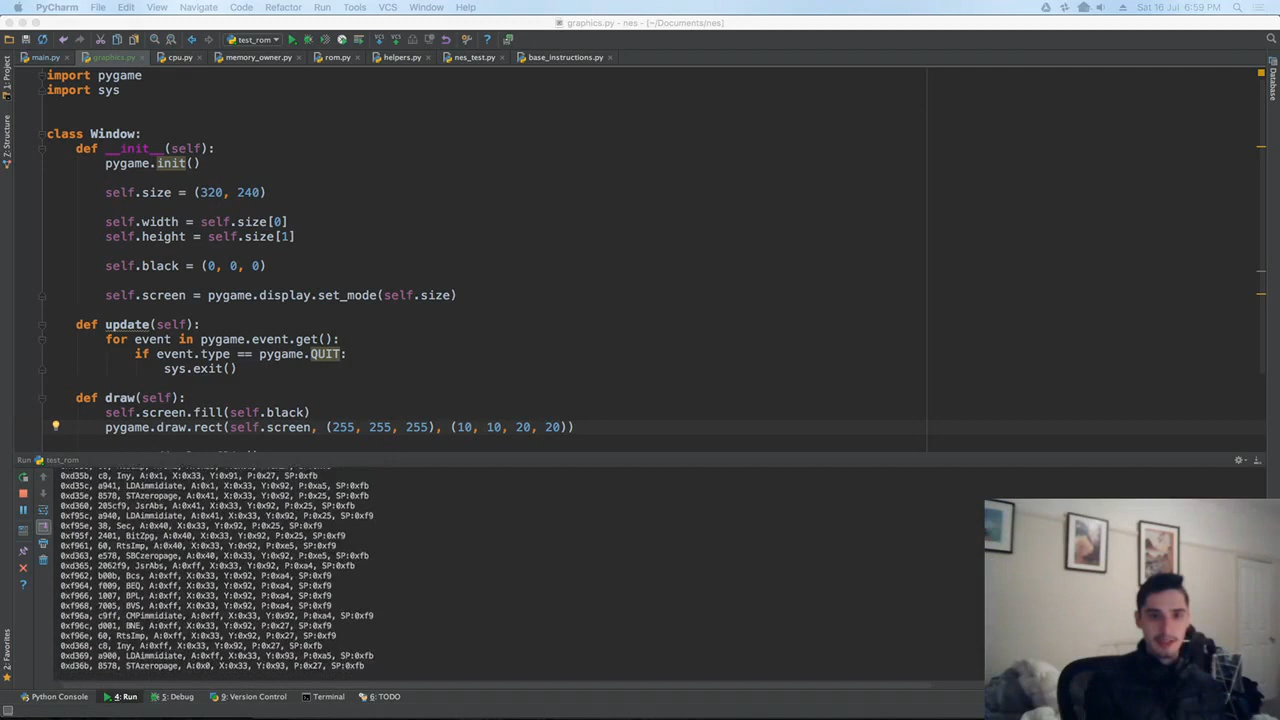 PyCharm File Edit View Navigate Code Refactor Run Tools VCS Window Help Sat 16 Jul 6:59 PM
graphics.py - nes - [~/Documents/nes]
test_rom
main.py graphics.py cpu.py memory_owner.py rom.py helpers.py nes_test.py base_instructions.py
1: Project
Z: Structure
2: Favorites
Database
import pygame
import sys
class Window:
def __init__(self):
pygame.init()
self.size = (320, 240)
self.width = self.size[0]
self.height = self.size[1]
self.black = (0, 0, 0)
self.screen = pygame.display.set_mode(self.size)
def update(self):
for event in pygame.event.get():
if event.type == pygame.QUIT:
sys.exit()
def draw(self):
self.screen.fill(self.black)
pygame.draw.rect(self.screen, (255, 255, 255), (10, 10, 20, 20))
Run test_rom
0xd35b, c8, Iny, A:0x1, X:0x33, Y:0x91, P:0x27, SP:0xfb
0xd35c, a941, LDAimmidiate, A:0x1, X:0x33, Y:0x92, P:0xa5, SP:0xfb
0xd35e, 8578, STAzeropage, A:0x41, X:0x33, Y:0x92, P:0x25, SP:0xfb
0xd360, 205cf9, JsrAbs, A:0x41, X:0x33, Y:0x92, P:0x25, SP:0xfb
0xf95c, a940, LDAimmidiate, A:0x41, X:0x33, Y:0x92, P:0x25, SP:0xf9
0xf95e, 38, Sec, A:0x40, X:0x33, Y:0x92, P:0x25, SP:0xf9
0xf95f, 2401, BitZpg, A:0x40, X:0x33, Y:0x92, P:0x25, SP:0xf9
0xf961, 60, RtsImp, A:0x40, X:0x33, Y:0x92, P:0xe5, SP:0xf9
0xd363, e578, SBCzeropage, A:0x40, X:0x33, Y:0x92, P:0xe5, SP:0xfb
0xd365, 2062f9, JsrAbs, A:0xff, X:0x33, Y:0x92, P:0xa4, SP:0xfb
0xf962, b00b, Bcs, A:0xff, X:0x33, Y:0x92, P:0xa4, SP:0xf9
0xf964, f009, BEQ, A:0xff, X:0x33, Y:0x92, P:0xa4, SP:0xf9
0xf966, 1007, BPL, A:0xff, X:0x33, Y:0x92, P:0xa4, SP:0xf9
0xf968, 7005, BVS, A:0xff, X:0x33, Y:0x92, P:0xa4, SP:0xf9
0xf96a, c9ff, CMPimmidiate, A:0xff, X:0x33, Y:0x92, P:0xa4, SP:0xf9
0xf96c, d001, BNE, A:0xff, X:0x33, Y:0x92, P:0x27, SP:0xf9
0xf96e, 60, RtsImp, A:0xff, X:0x33, Y:0x92, P:0x27, SP:0xf9
0xd368, c8, Iny, A:0xff, X:0x33, Y:0x92, P:0x27, SP:0xfb
0xd369, a900, LDAimmidiate, A:0xff, X:0x33, Y:0x93, P:0xa5, SP:0xfb
0xd36b, 8578, STAzeropage, A:0x0, X:0x33, Y:0x93, P:0x27, SP:0xfb
Python Console 4: Run 5: Debug 9: Version Control Terminal 6: TODO